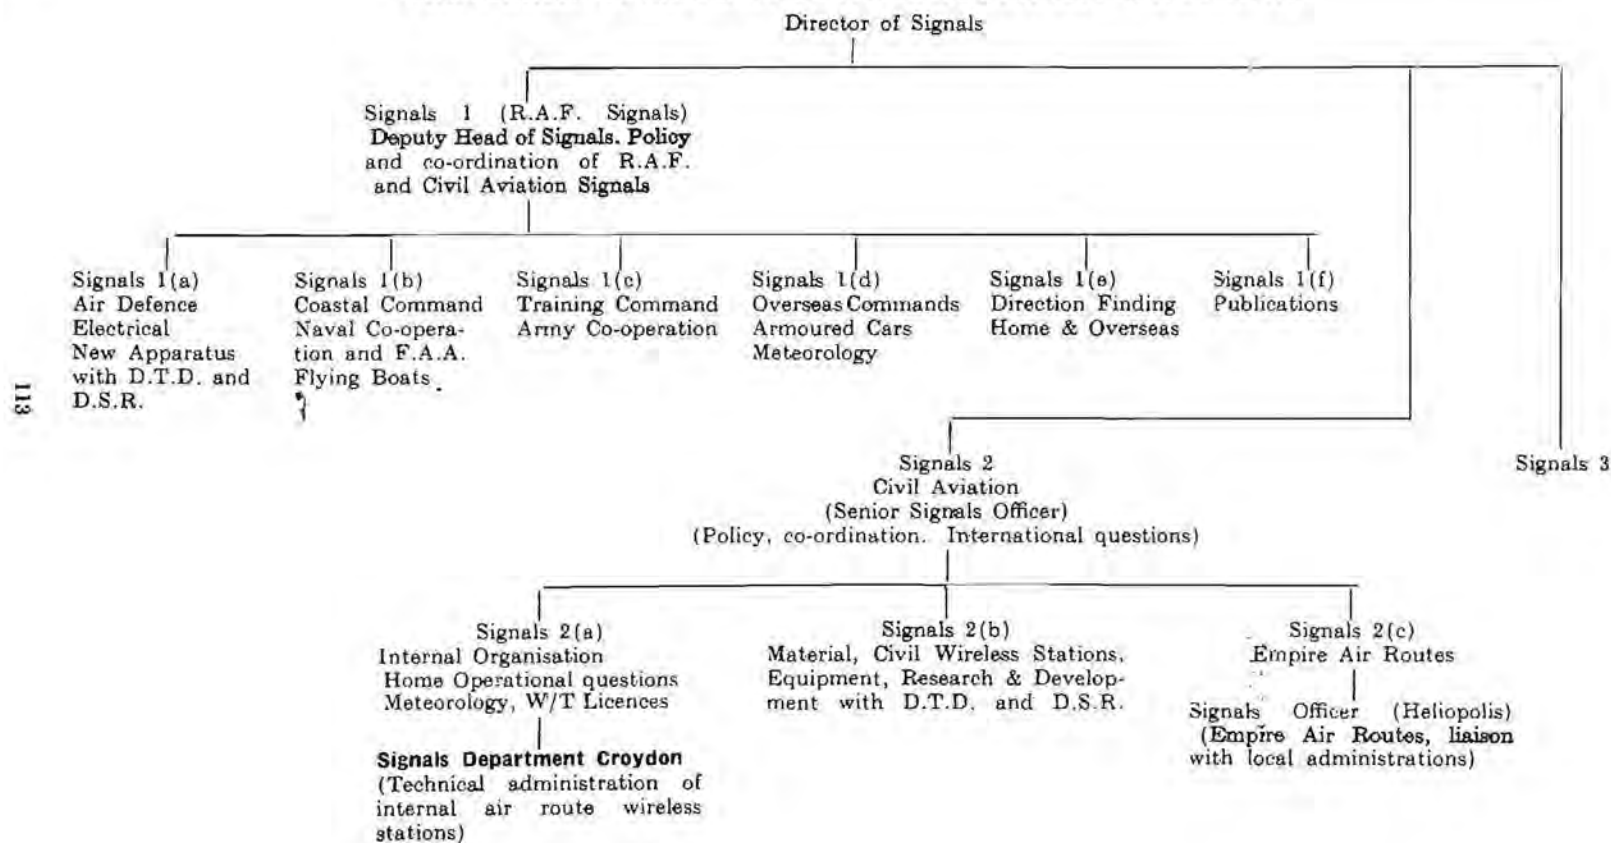 Director of Signals
Signals 1 (R.A.F. Signals)
Deputy Head of Signals. Policy
and co-ordination of R.A.F.
and Civil Aviation Signals
Signals 1(a)
Air Defence
Electrical
New Apparatus
with D.T.D. and
D.S.R.
Signals 1(b)
Coastal Command
Naval Co-opera-
tion and F.A.A.
Flying Boats
Signals 1(c)
Training Command
Army Co-operation
Signals 1(d)
Overseas Commands
Armoured Cars
Meteorology
Signals 1(e)
Direction Finding
Home & Overseas
Signals 1(f)
Publications
113
Signals 2
Civil Aviation
(Senior Signals Officer)
(Policy, co-ordination. International questions)
Signals 3
Signals 2(a)
Internal Organisation
Home Operational questions
Meteorology, W/T Licences
Signals Department Croydon
(Technical administration of
internal air route wireless
stations)
Signals 2(b)
Material, Civil Wireless Stations,
Equipment, Research & Develop-
ment with D.T.D. and D.S.R.
Signals 2(c)
Empire Air Routes
Signals Officer (Heliopolis)
(Empire Air Routes, liaison
with local administrations)